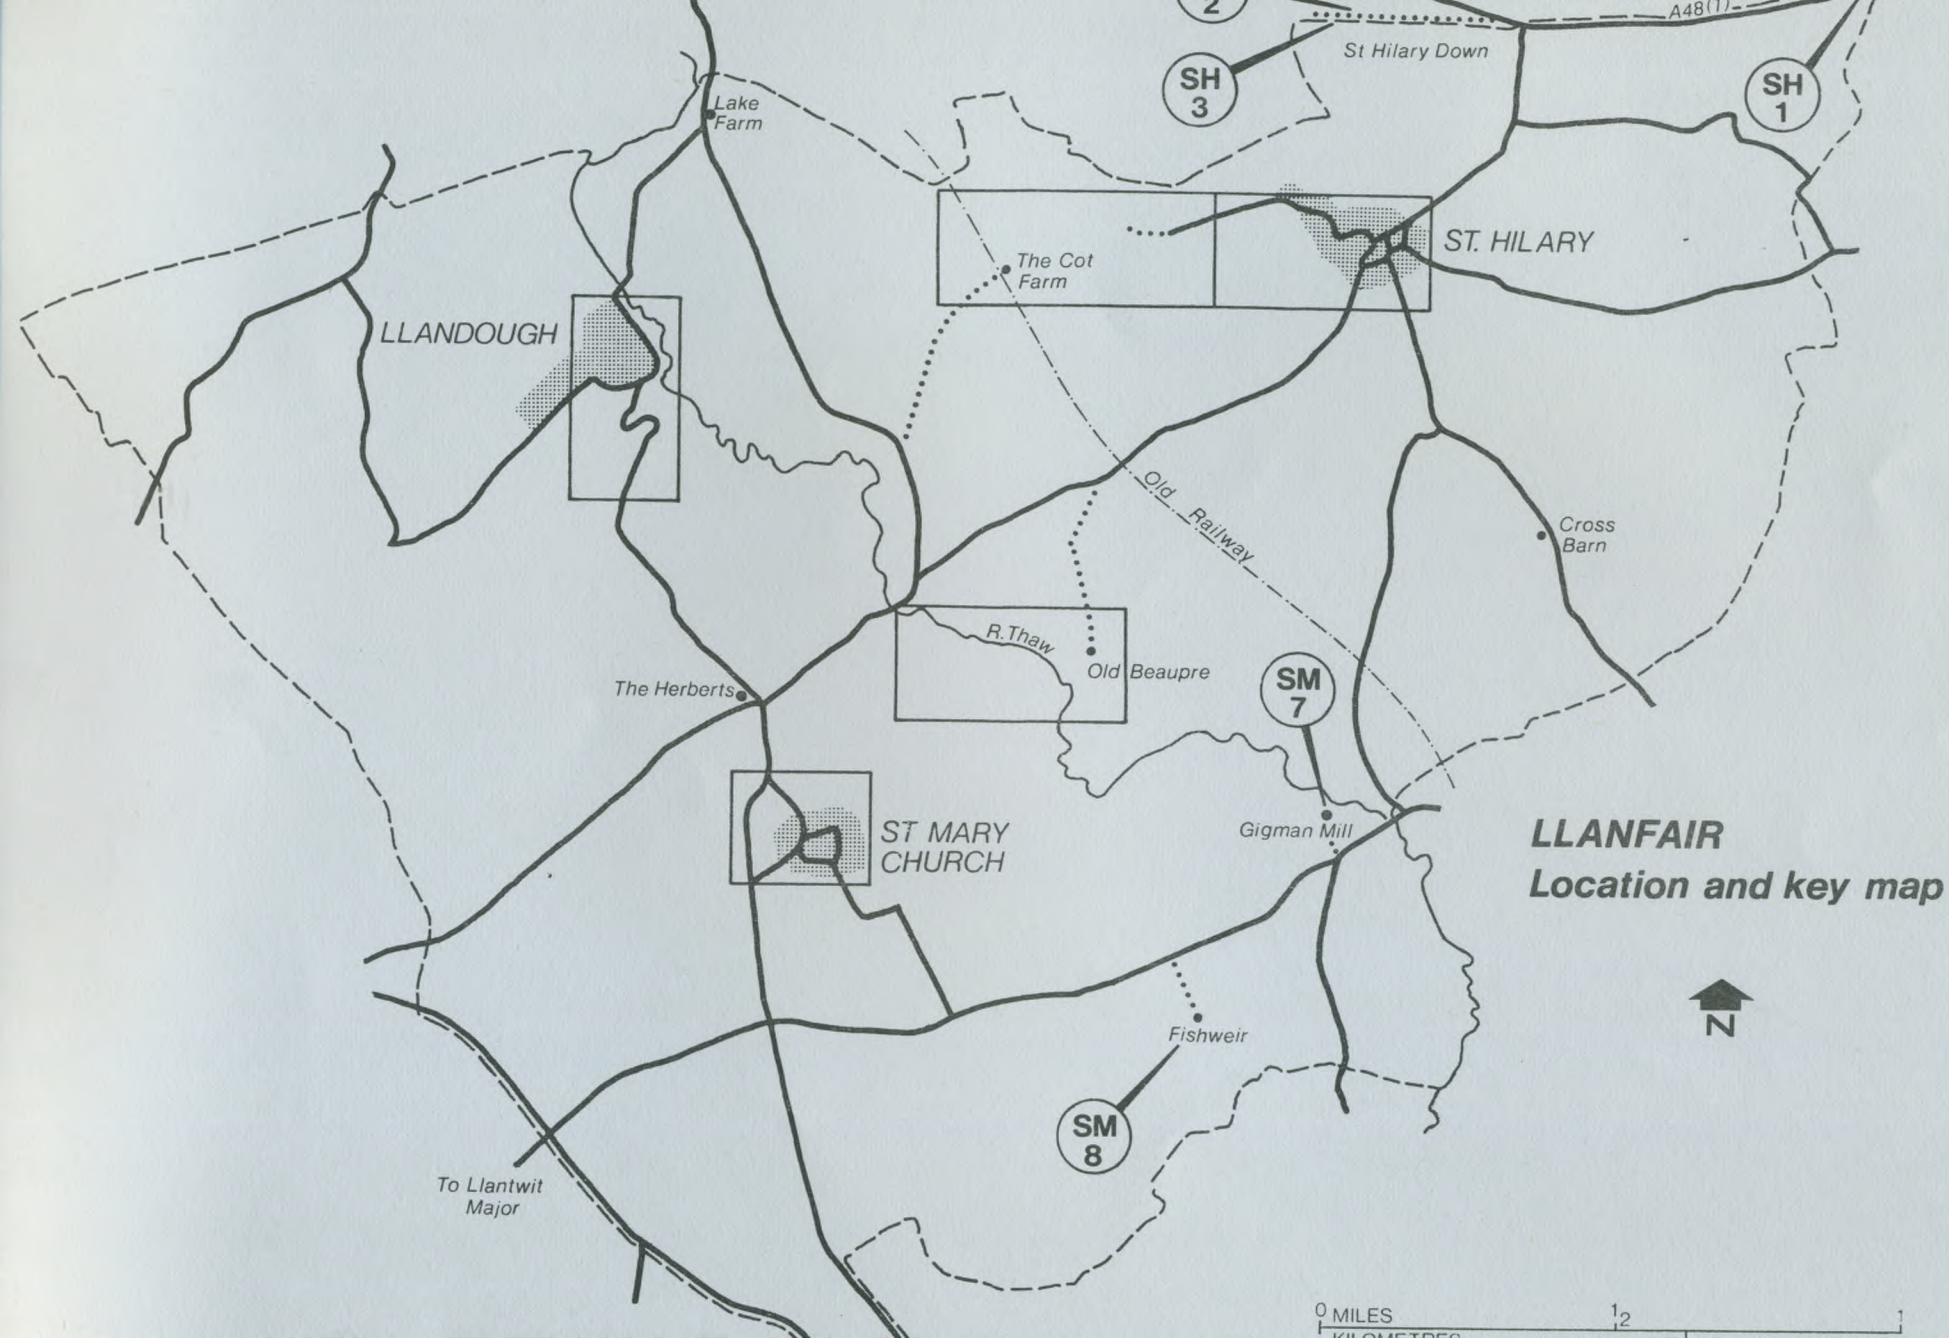 2
A48(1)
St Hilary Down
SH
3
SH
1
Lake
Farm
ST. HILARY
The Cot
Farm
LLANDOUGH
Old Railway
Cross
Barn
R.Thaw
Old Beaupre
SM
7
The Herberts
ST MARY
CHURCH
Gigman Mill
LLANFAIR
Location and key map
N
Fishweir
SM
8
To Llantwit
Major
0 MILES 1/2 1
KILOMETRES